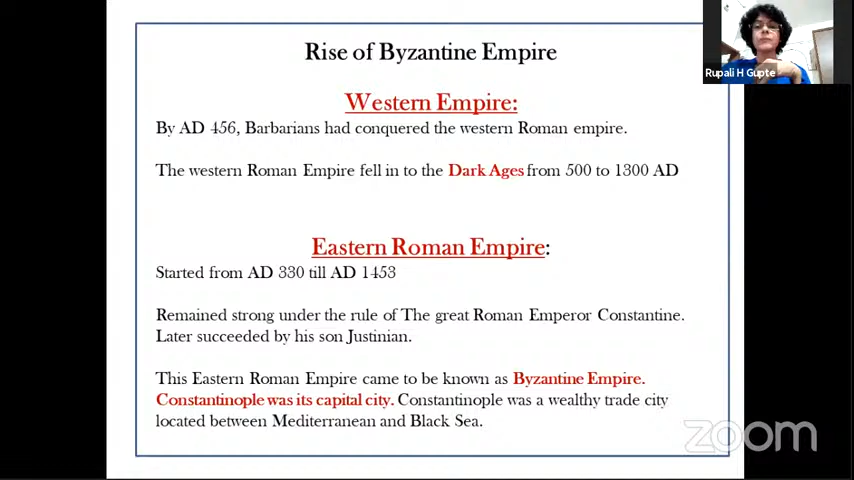 Rise of Byzantine Empire
Rupali H Gupte
Western Empire:
By AD 456, Barbarians had conquered the western Roman empire.
The western Roman Empire fell in to the Dark Ages from 500 to 1300 AD
Eastern Roman Empire:
Started from AD 330 till AD 1453
Remained strong under the rule of The great Roman Emperor Constantine.
Later succeeded by his son Justinian.
This Eastern Roman Empire came to be known as Byzantine Empire.
Constantinople was its capital city. Constantinople was a wealthy trade city
located between Mediterranean and Black Sea.
zoom